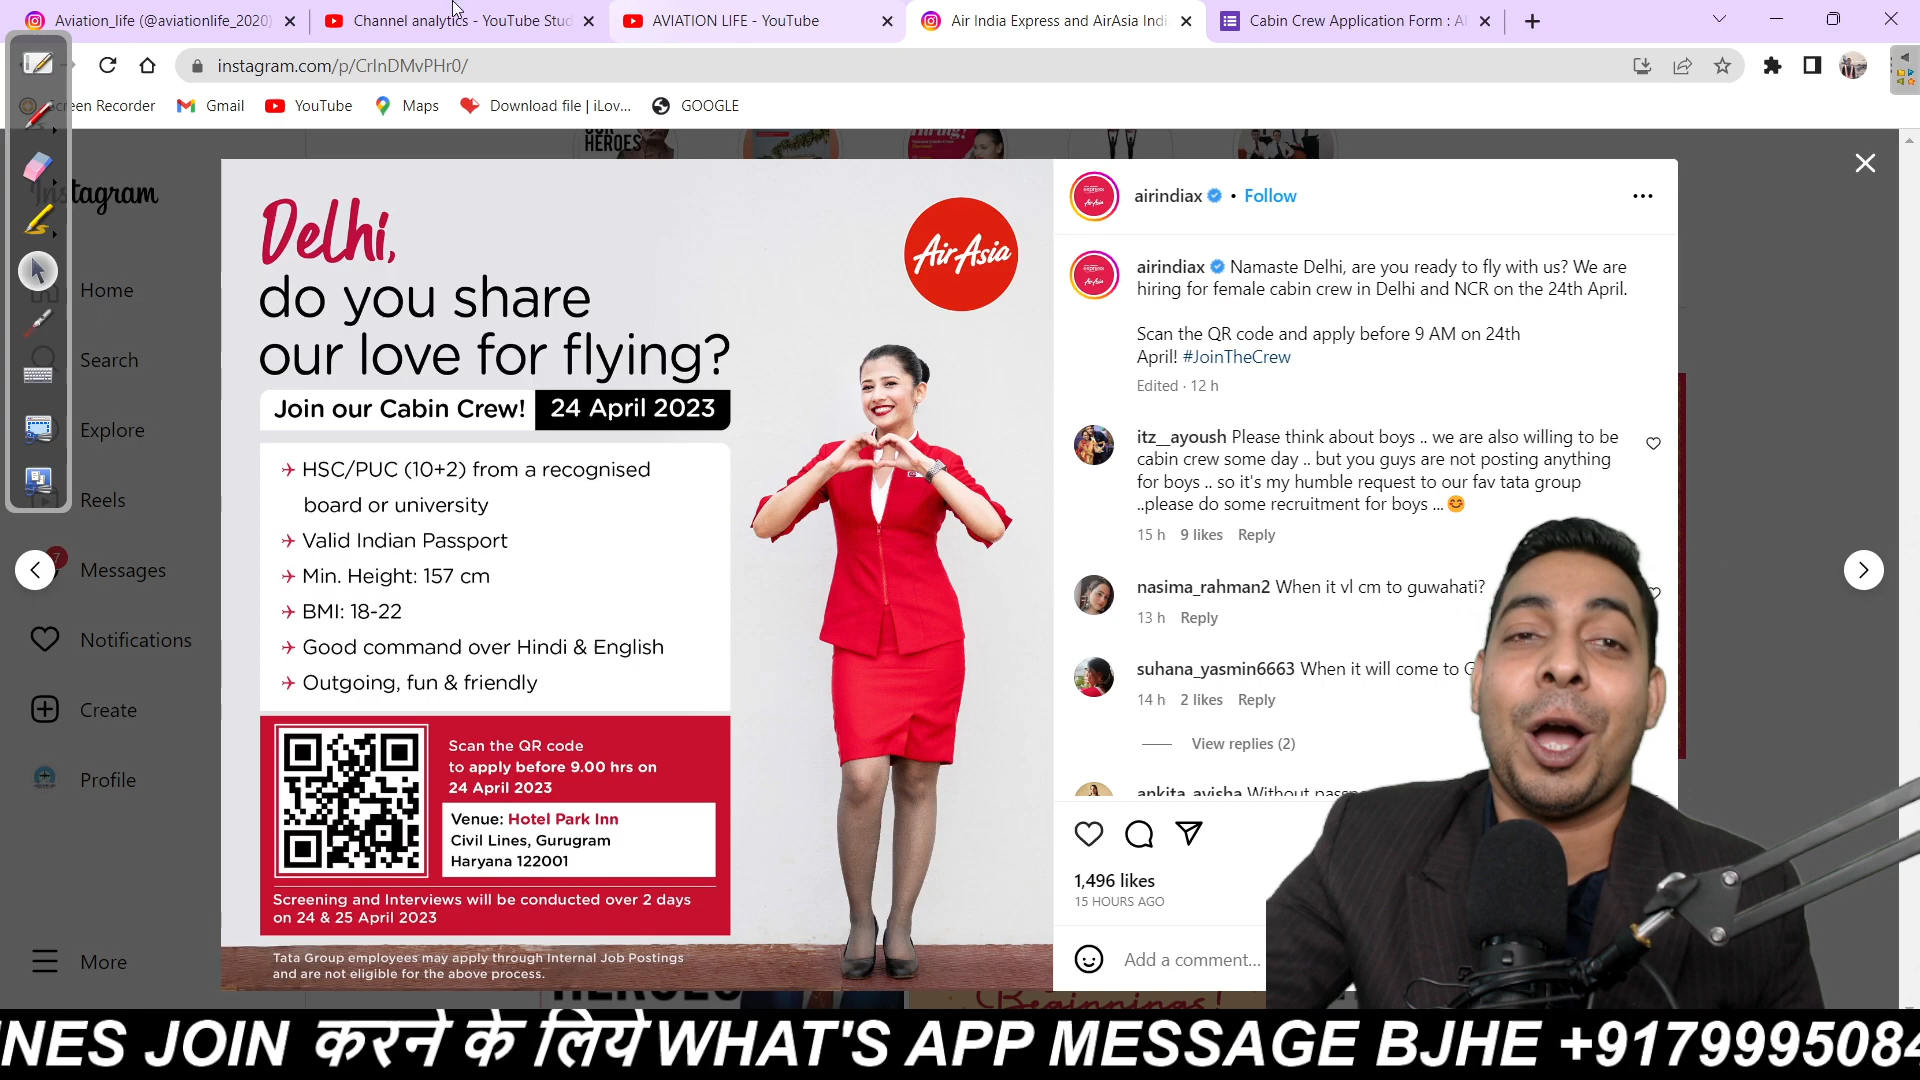 Aviation_life (@aviationlife_2020)
Channel analytics - YouTube Stud
AVIATION LIFE - YouTube
Air India Express and AirAsia Indi
Cabin Crew Application Form : AI
instagram.com/p/CrlnDMvPHr0/
een Recorder
Gmail
YouTube
Maps
Download file | iLov...
GOOGLE
HEROES
Hiring?
Instagram
Home
Search
Explore
Reels
7
Messages
Notifications
Create
Profile
More
Delhi,
do you share
our love for flying?
AirAsia
Join our Cabin Crew! 24 April 2023
HSC/PUC (10+2) from a recognised
board or university
Valid Indian Passport
Min. Height: 157 cm
BMI: 18-22
Good command over Hindi & English
Outgoing, fun & friendly
Scan the QR code
to apply before 9.00 hrs on
24 April 2023
Venue: Hotel Park Inn
Civil Lines, Gurugram
Haryana 122001
Screening and Interviews will be conducted over 2 days
on 24 & 25 April 2023
Tata Group employees may apply through Internal Job Postings
and are not eligible for the above process.
airindiax • Follow
airindiax Namaste Delhi, are you ready to fly with us? We are
hiring for female cabin crew in Delhi and NCR on the 24th April.
Scan the QR code and apply before 9 AM on 24th
April! #JoinTheCrew
Edited · 12 h
itz__ayoush Please think about boys .. we are also willing to be
cabin crew some day .. but you guys are not posting anything
for boys .. so it's my humble request to our fav tata group
..please do some recruitment for boys ... 😊
15 h 9 likes Reply
nasima_rahman2 When it vl cm to guwahati?
13 h Reply
suhana_yasmin6663 When it will come to G
14 h 2 likes Reply
View replies (2)
ankita_avisha Without passp
1,496 likes
15 HOURS AGO
Add a comment...
HEROES
Beginnings!
NES JOIN करने के लिये WHAT'S APP MESSAGE BJHE +9179995084